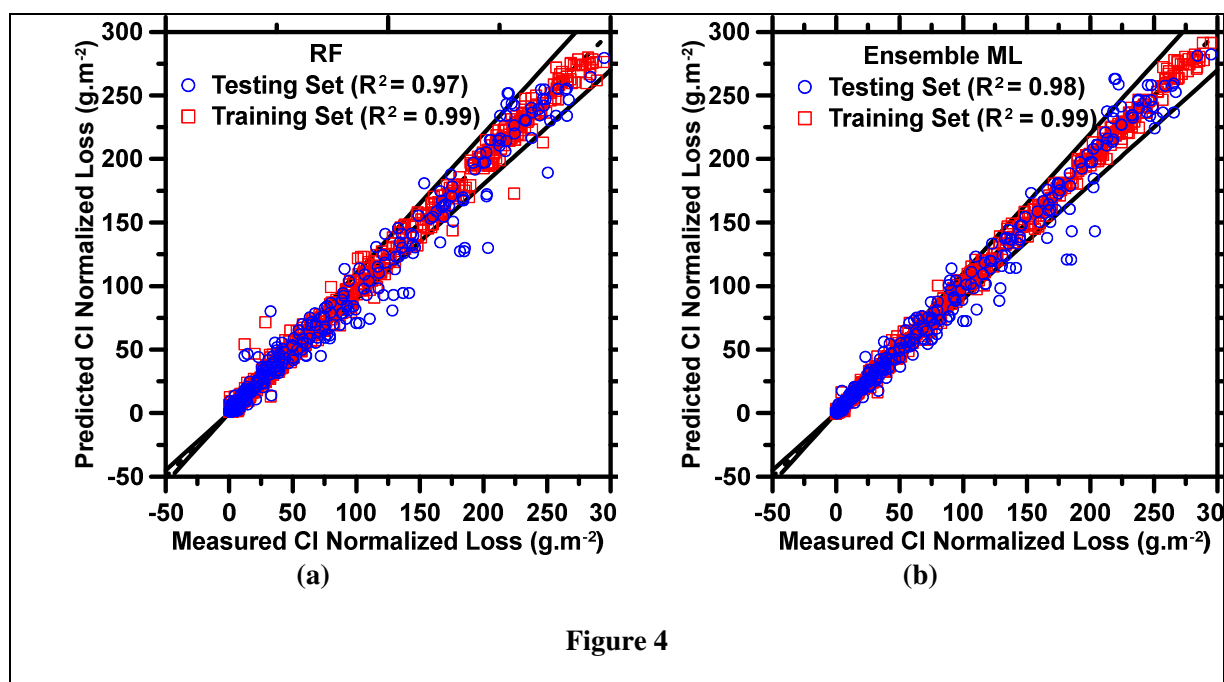 300
250
200
150
100
50
0
-50
Predicted Cl Normalized Loss (g.m-2)
RF
Testing Set (R2 = 0.97)
Training Set (R2 = 0.99)
-50 0 50 100 150 200 250 30
Measured Cl Normalized Loss (g.m-2)
(a)
300
250
200
150
100
50
0
-50
Predicted Cl Normalized Loss (g.m-2)
Ensemble ML
Testing Set (R2 = 0.98)
Training Set (R2 = 0.99)
-50 0 50 100 150 200 250 30
Measured Cl Normalized Loss (g.m-2)
(b)
Figure 4